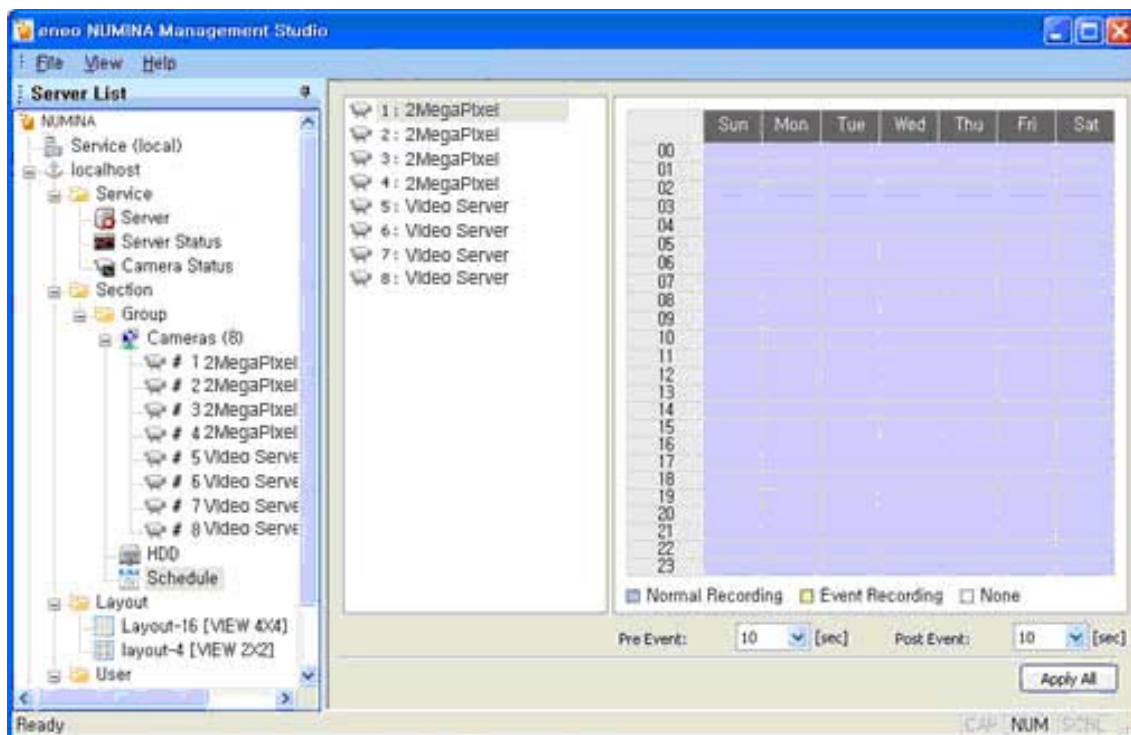 eneo NUMINA Management Studio
File View Help
Server List
NUMINA
Service (local)
localhost
Service
Server
Server Status
Camera Status
Section
Group
Cameras (8)
# 1 2MegaPixel
# 2 2MegaPixel
# 3 2MegaPixel
# 4 2MegaPixel
# 5 Video Serve
# 6 Video Serve
# 7 Video Serve
# 8 Video Serve
HDD
Schedule
Layout
Layout-16 [VIEW 4X4]
layout-4 [VIEW 2X2]
User
1 : 2MegaPixel
2 : 2MegaPixel
3 : 2MegaPixel
4 : 2MegaPixel
5 : Video Server
6 : Video Server
7 : Video Server
8 : Video Server
Sun Mon Tue Wed Thu Fri Sat
00
01
02
03
04
05
06
07
08
09
10
11
12
13
14
15
16
17
18
19
20
21
22
23
Normal Recording Event Recording None
Pre Event: 10 [sec] Post Event: 10 [sec]
Apply All
Ready CAP NUM SCRL